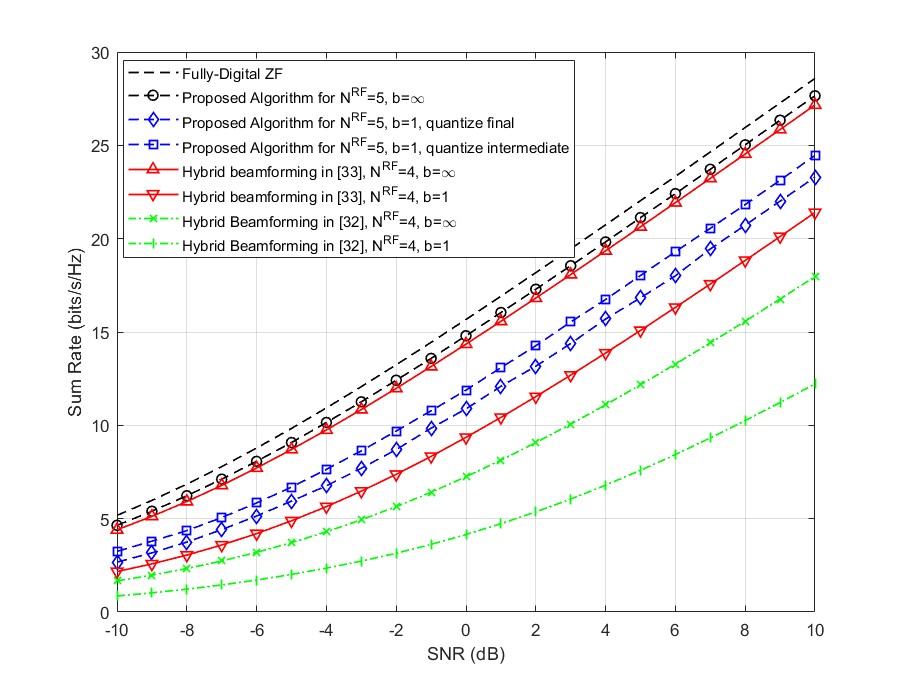 30
25
20
15
10
5
0
Sum Rate (bits/s/Hz)
Fully-Digital ZF
Proposed Algorithm for N^RF=5, b=∞
Proposed Algorithm for N^RF=5, b=1, quantize final
Proposed Algorithm for N^RF=5, b=1, quantize intermediate
Hybrid beamforming in [33], N^RF=4, b=∞
Hybrid beamforming in [33], N^RF=4, b=1
Hybrid Beamforming in [32], N^RF=4, b=∞
Hybrid Beamforming in [32], N^RF=4, b=1
-10 -8 -6 -4 -2 0 2 4 6 8 10
SNR (dB)